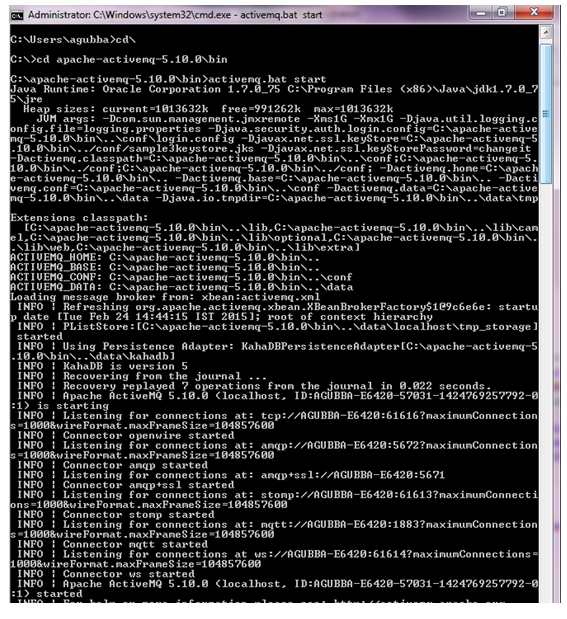 Administrator: C:\Windows\system32\cmd.exe - activemq.bat start
C:\Users\agubba>cd\
C:\>cd apache-activemq-5.10.0\bin
C:\apache-activemq-5.10.0\bin>activemq.bat start
Java Runtime: Oracle Corporation 1.7.0_75 C:\Program Files (x86)\Java\jdk1.7.0_7
5\jre
Heap sizes: current=1013632k free=991262k max=1013632k
JVM args: -Dcom.sun.management.jmxremote -Xms1G -Xmx1G -Djava.util.logging.c
onfig.file=logging.properties -Djava.security.auth.login.config=C:\apache-active
mq-5.10.0\bin\..\conf\login.config -Djavax.net.ssl.keyStore=C:\apache-activemq-5
.10.0\bin\../conf/sample3keystore.jks -Djavax.net.ssl.keyStorePassword=changeit
-Dactivemq.classpath=C:\apache-activemq-5.10.0\bin\..\conf;C:\apache-activemq-5.
10.0\bin\../conf;C:\apache-activemq-5.10.0\bin\../conf; -Dactivemq.home=C:\apach
e-activemq-5.10.0\bin\.. -Dactivemq.base=C:\apache-activemq-5.10.0\bin\.. -Dacti
vemq.conf=C:\apache-activemq-5.10.0\bin\..\conf -Dactivemq.data=C:\apache-active
mq-5.10.0\bin\..\data -Djava.io.tmpdir=C:\apache-activemq-5.10.0\bin\..\data\tmp
Extensions classpath:
[C:\apache-activemq-5.10.0\bin\..\lib,C:\apache-activemq-5.10.0\bin\..\lib\cam
el,C:\apache-activemq-5.10.0\bin\..\lib\optional,C:\apache-activemq-5.10.0\bin\.
.\lib\web,C:\apache-activemq-5.10.0\bin\..\lib\extra]
ACTIVEMQ_HOME: C:\apache-activemq-5.10.0\bin\..
ACTIVEMQ_BASE: C:\apache-activemq-5.10.0\bin\..
ACTIVEMQ_CONF: C:\apache-activemq-5.10.0\bin\..\conf
ACTIVEMQ_DATA: C:\apache-activemq-5.10.0\bin\..\data
Loading message broker from: xbean:activemq.xml
INFO | Refreshing org.apache.activemq.xbean.XBeanBrokerFactory$1@9c6e6e: startu
p date [Tue Feb 24 14:44:15 IST 2015]; root of context hierarchy
INFO | PListStore:[C:\apache-activemq-5.10.0\bin\..\data\localhost\tmp_storage]
started
INFO | Using Persistence Adapter: KahaDBPersistenceAdapter[C:\apache-activemq-5
.10.0\bin\..\data\kahadb]
INFO | KahaDB is version 5
INFO | Recovering from the journal ...
INFO | Recovery replayed 7 operations from the journal in 0.022 seconds.
INFO | Apache ActiveMQ 5.10.0 (localhost, ID:AGUBBA-E6420-57031-1424769257792-0
:1) is starting
INFO | Listening for connections at: tcp://AGUBBA-E6420:61616?maximumConnection
s=1000&wireFormat.maxFrameSize=104857600
INFO | Connector openwire started
INFO | Listening for connections at: amqp://AGUBBA-E6420:5672?maximumConnection
s=1000&wireFormat.maxFrameSize=104857600
INFO | Connector amqp started
INFO | Listening for connections at: amqp+ssl://AGUBBA-E6420:5671
INFO | Connector amqp+ssl started
INFO | Listening for connections at: stomp://AGUBBA-E6420:61613?maximumConnecti
ons=1000&wireFormat.maxFrameSize=104857600
INFO | Connector stomp started
INFO | Listening for connections at: mqtt://AGUBBA-E6420:1883?maximumConnection
s=1000&wireFormat.maxFrameSize=104857600
INFO | Connector mqtt started
INFO | Listening for connections at ws://AGUBBA-E6420:61614?maximumConnections=
1000&wireFormat.maxFrameSize=104857600
INFO | Connector ws started
INFO | Apache ActiveMQ 5.10.0 (localhost, ID:AGUBBA-E6420-57031-1424769257792-0
:1) started